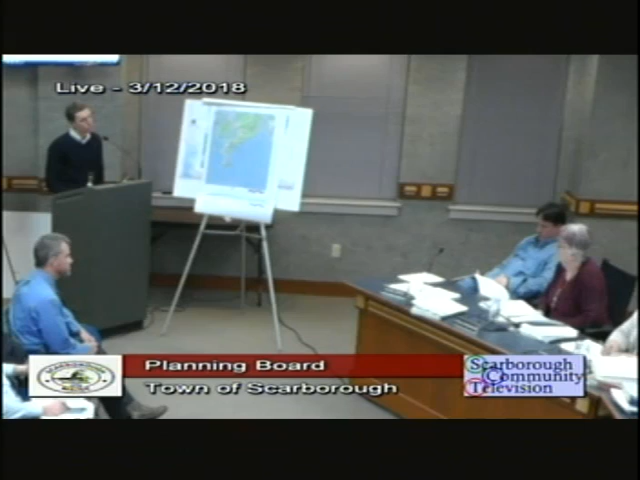 Live - 3/12/2018
Planning Board
Town of Scarborough
Scarborough
Community
Television